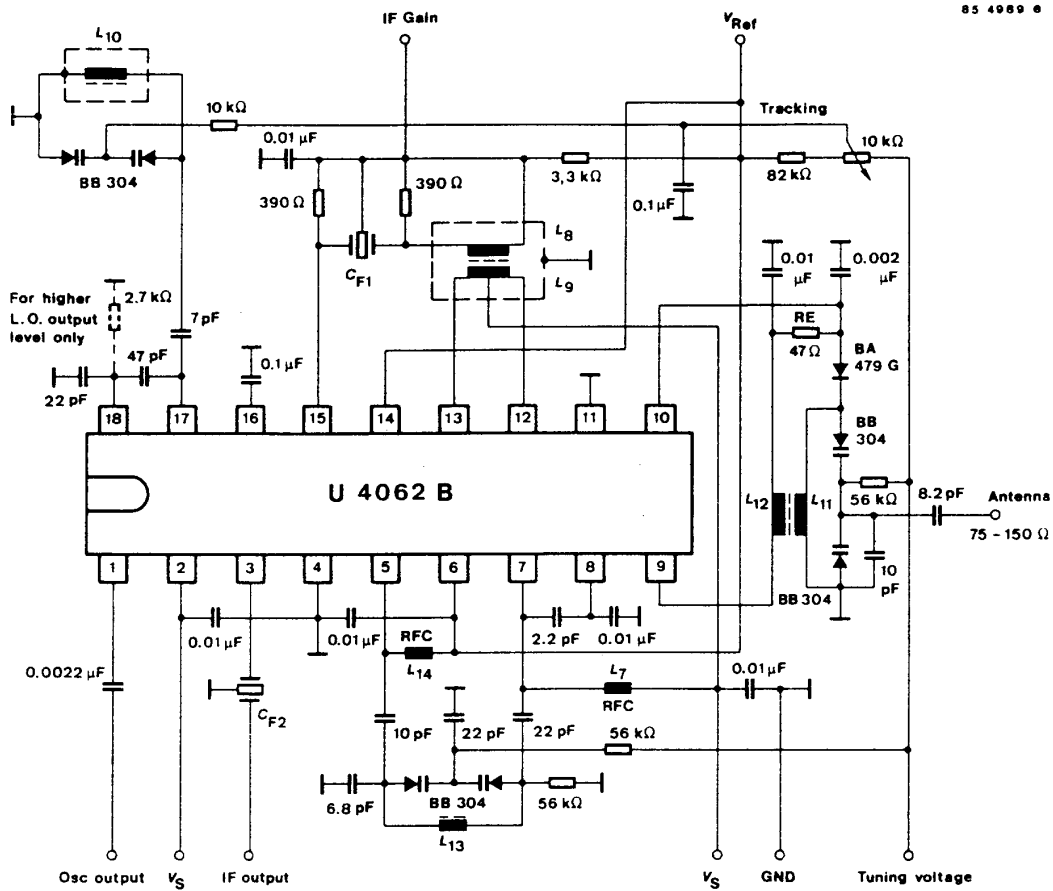 85 4989 e
IF Gain
VRef
L10
10 kΩ
Tracking
10 kΩ
0.01 µF
BB 304
390 Ω
390 Ω
3,3 kΩ
82 kΩ
0.1 µF
L8
CF1
L9
0.01
µF
0.002
µF
For higher
L.O. output
level only
2.7 kΩ
7 pF
RE
47 Ω
BA
479 G
47 pF
0.1 µF
22 pF
18
17
16
15
14
13
12
11
10
BB
304
U 4062 B
L12
L11
56 kΩ
8.2 pF
Antenna
75 – 150 Ω
10
pF
BB 304
1
2
3
4
5
6
7
8
9
0.01 µF
0.01 µF
2.2 pF
0.01 µF
RFC
L14
0.0022 µF
L7
RFC
0.01 µF
CF2
10 pF
22 pF
22 pF
56 kΩ
6.8 pF
BB 304
56 kΩ
L13
Osc output
VS
IF output
VS
GND
Tuning voltage